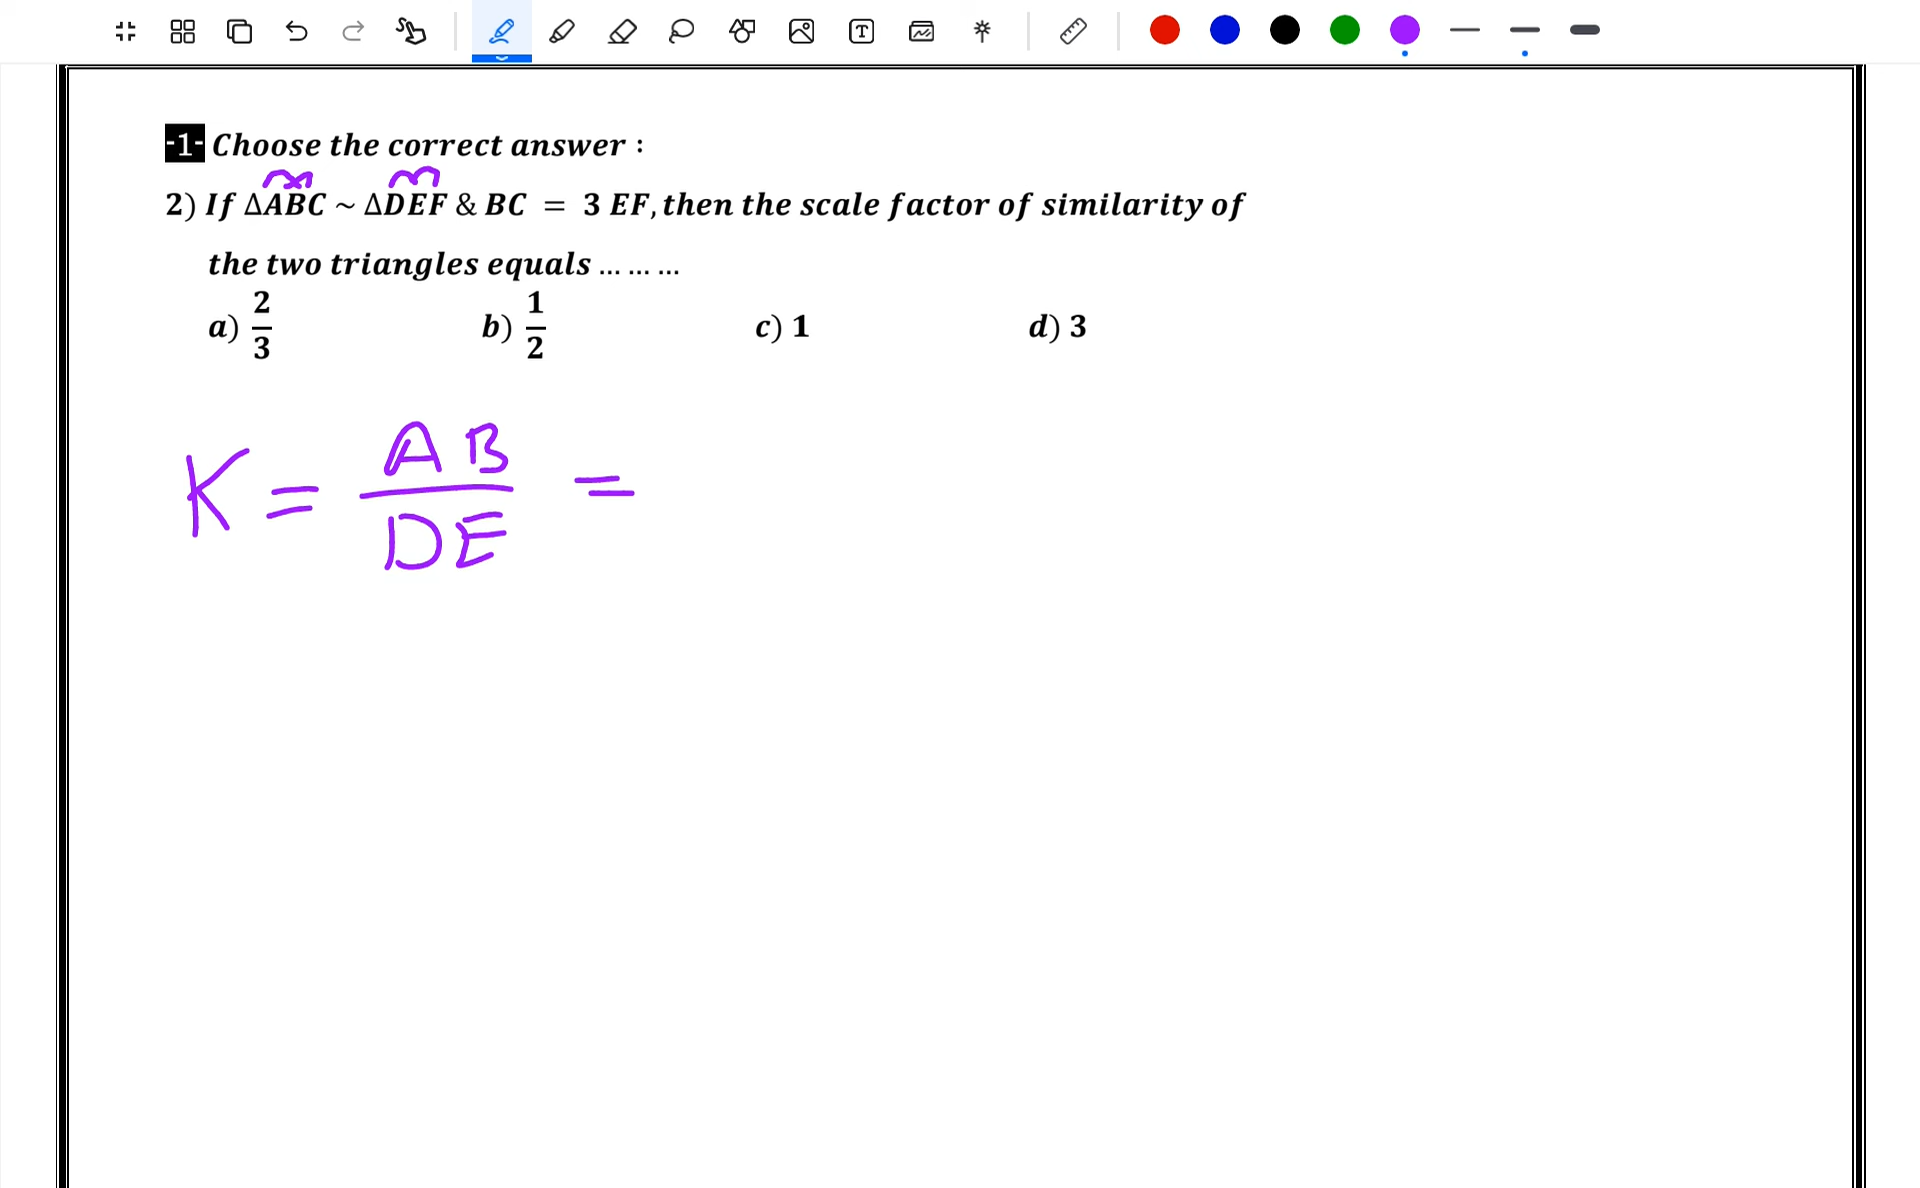 -1- Choose the correct answer :
2) If ΔABC ~ ΔDEF & BC = 3 EF, then the scale factor of similarity of
the two triangles equals ... ... ...
a) 2/3 b) 1/2 c) 1 d) 3
K = AB/DE =